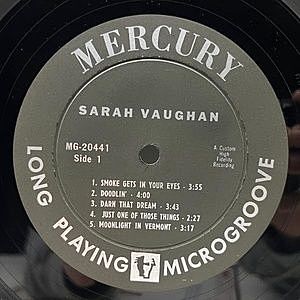 MERCURY
SARAH VAUGHAN
MG-20441
Side 1
A Custom
High
Fidelity
Recording
1. SMOKE GETS IN YOUR EYES - 3:55
2. DOODLIN' - 4:00
3. DARN THAT DREAM - 3:43
4. JUST ONE OF THOSE THINGS - 2:27
5. MOONLIGHT IN VERMONT - 3:17
LONG PLAYING MICROGROOVE